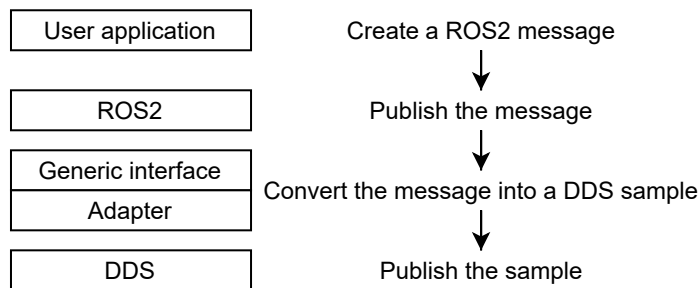 User application
Create a ROS2 message
ROS2
Publish the message
Generic interface
Adapter
Convert the message into a DDS sample
DDS
Publish the sample